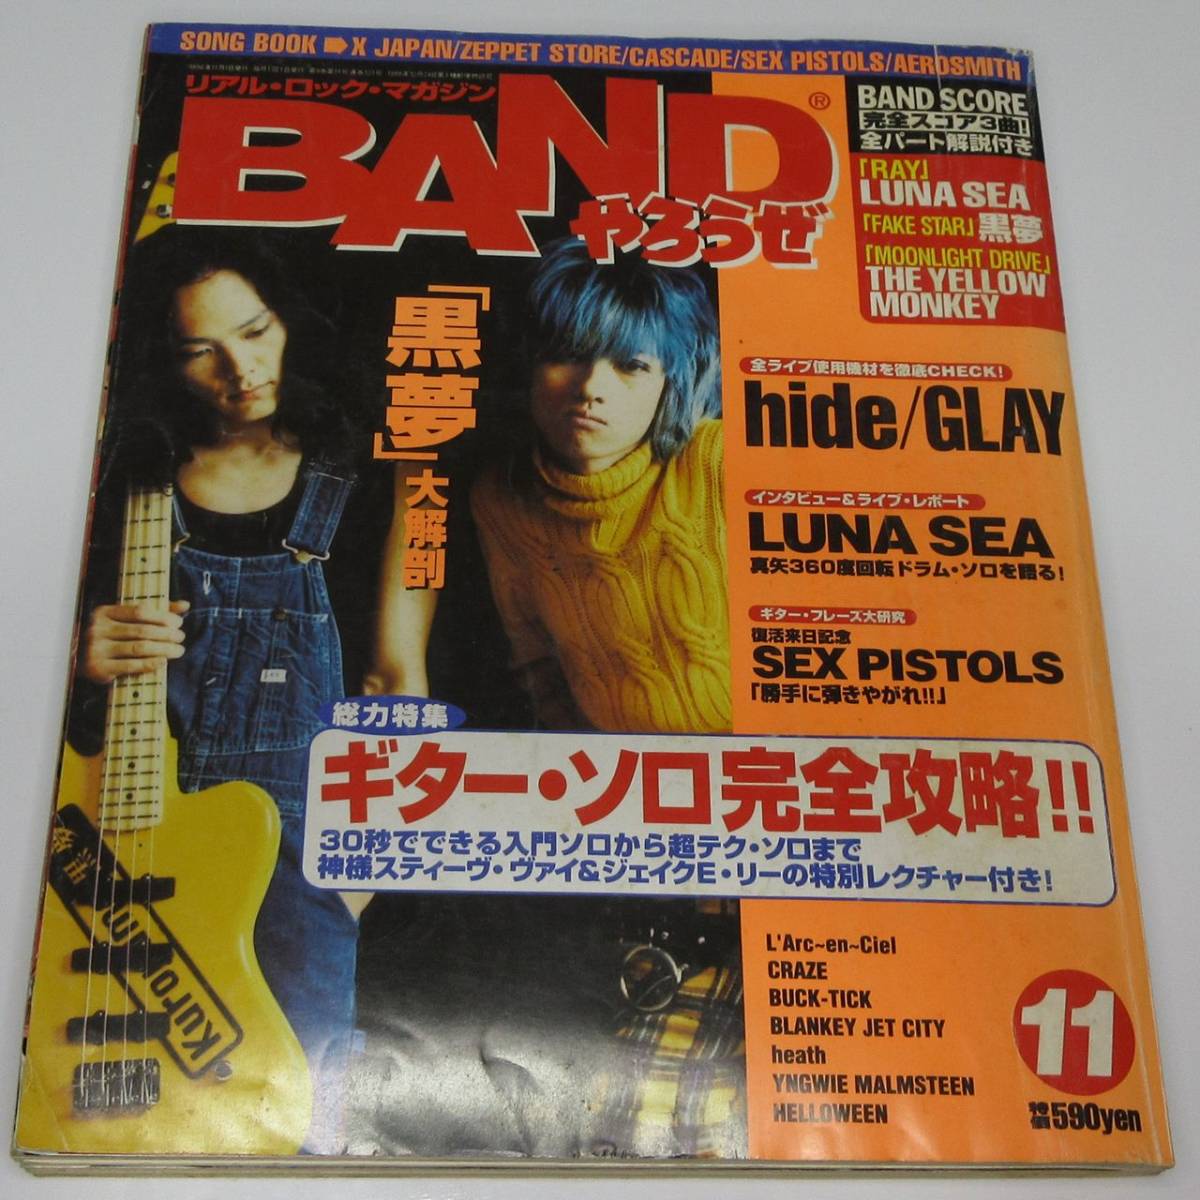 SONG BOOK ➡X JAPAN/ZEPPET STORE/CASCADE/SEX PISTOLS/AEROSMITH
リアル・ロック・マガジン
BAND®
やろうぜ
BAND SCORE
完全スコア3曲!
全パート解説付き
「RAY」
LUNA SEA
「FAKE STAR」黒夢
「MOONLIGHT DRIVE」
THE YELLOW
MONKEY
「黒夢」大解剖
全ライブ使用機材を徹底CHECK!
hide/GLAY
インタビュー&ライブ・レポート
LUNA SEA
真矢360度回転ドラム・ソロを語る!
ギター・フレーズ大研究
復活来日記念
SEX PISTOLS
「勝手に弾きやがれ!!」
総力特集
ギター・ソロ完全攻略!!
30秒でできる入門ソロから超テク・ソロまで
神様スティーヴ・ヴァイ&ジェイクE・リーの特別レクチャー付き!
L'Arc~en~Ciel
CRAZE
BUCK-TICK
BLANKEY JET CITY
heath
YNGWIE MALMSTEEN
HELLOWEEN
11
特価590yen